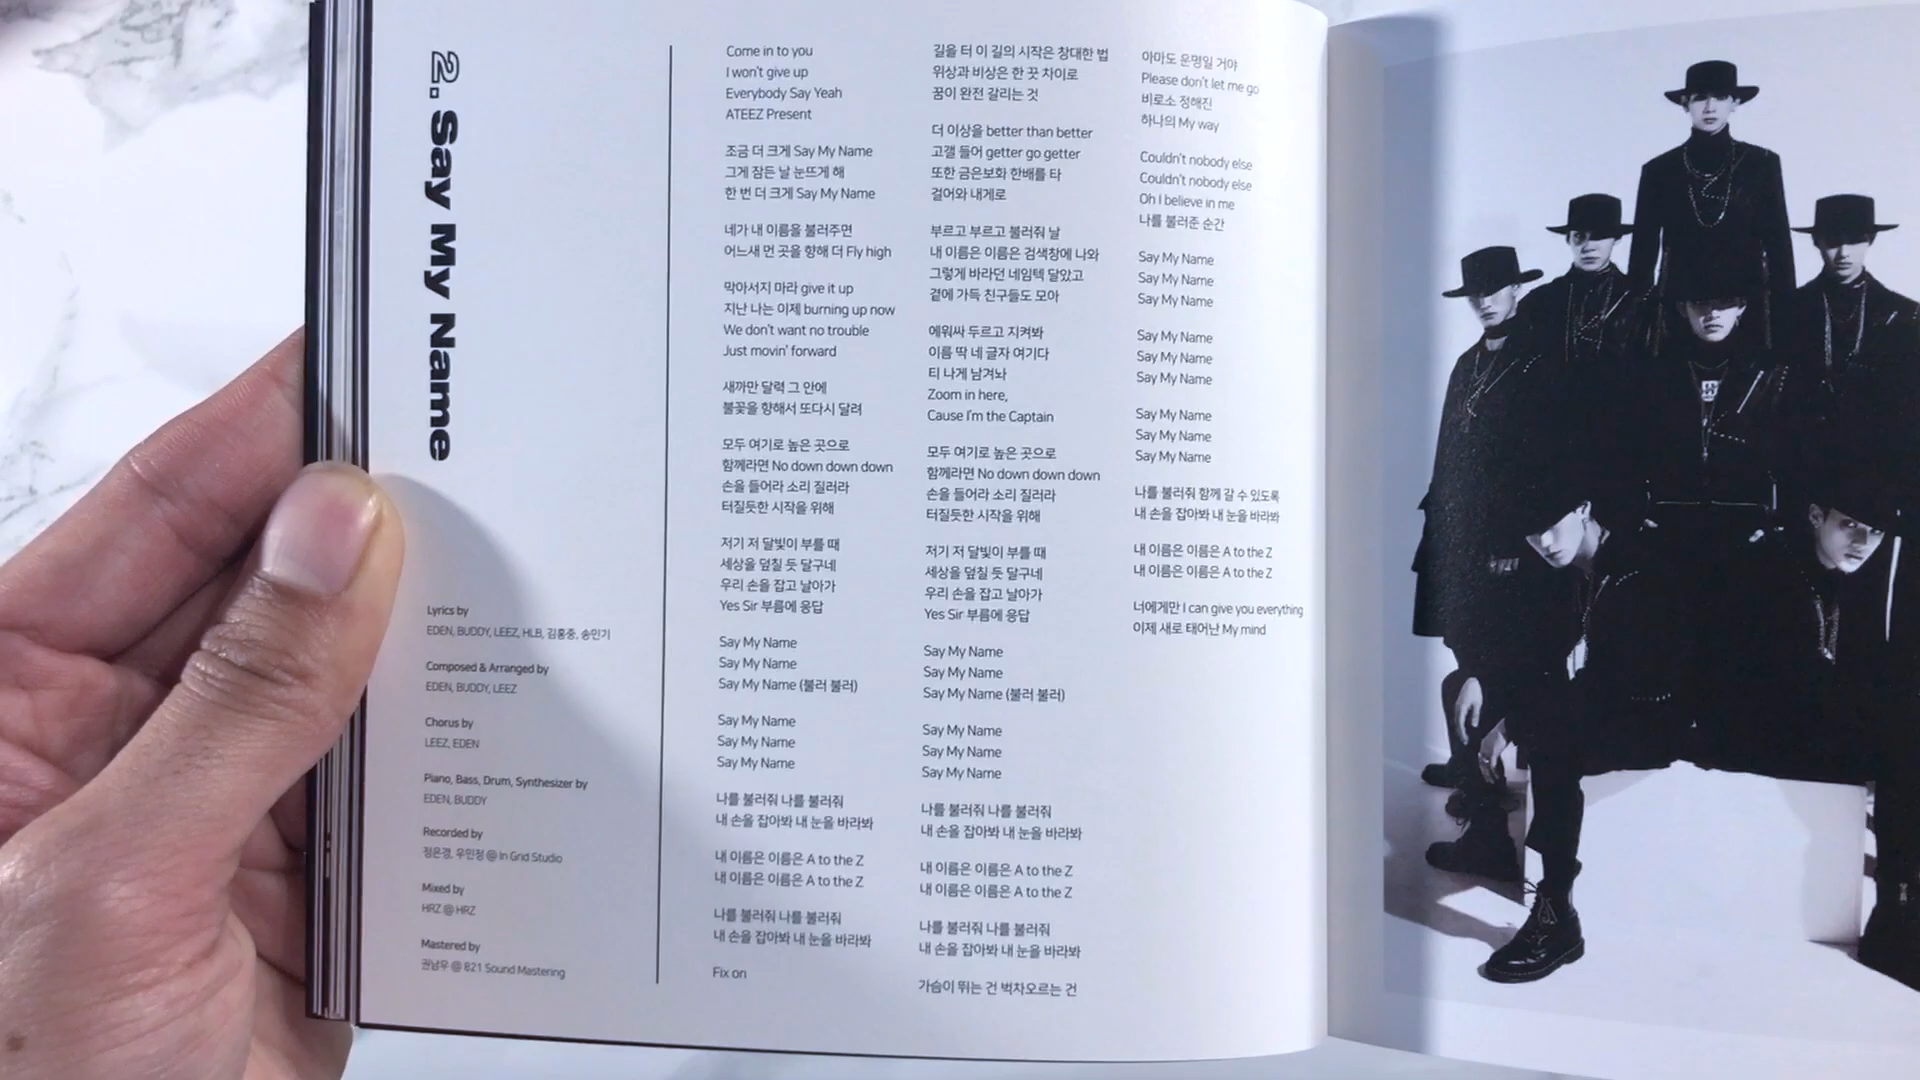 2. Say My Name
Lyrics by
EDEN, BUDDY, LEEZ, HLB, 김홍중, 송민기
Composed & Arranged by
EDEN, BUDDY, LEEZ
Chorus by
LEEZ, EDEN
Piano, Bass, Drum, Synthesizer by
EDEN, BUDDY
Recorded by
정은경, 우민정 @ In Grid Studio
Mixed by
HRZ @ HRZ
Mastered by
권남우 @ 821 Sound Mastering
Come in to you
I won't give up
Everybody Say Yeah
ATEEZ Present
조금 더 크게 Say My Name
그게 잠든 날 눈뜨게 해
한 번 더 크게 Say My Name
네가 내 이름을 불러주면
어느새 먼 곳을 향해 더 Fly high
막아서지 마라 give it up
지난 나는 이제 burning up now
We don't want no trouble
Just movin' forward
새까만 달력 그 안에
불꽃을 향해서 또다시 달려
모두 여기로 높은 곳으로
함께라면 No down down down
손을 들어라 소리 질러라
터질듯한 시작을 위해
저기 저 달빛이 부를 때
세상을 덮칠 듯 달구네
우리 손을 잡고 날아가
Yes Sir 부름에 응답
Say My Name
Say My Name
Say My Name (불러 불러)
Say My Name
Say My Name
Say My Name
나를 불러줘 나를 불러줘
내 손을 잡아봐 내 눈을 바라봐
내 이름은 이름은 A to the Z
내 이름은 이름은 A to the Z
나를 불러줘 나를 불러줘
내 손을 잡아봐 내 눈을 바라봐
Fix on
길을 터 이 길의 시작은 창대한 법
위상과 비상은 한 끗 차이로
꿈이 완전 갈리는 것
더 이상을 better than better
고갤 들어 getter go getter
또한 금은보화 한배를 타
걸어와 내게로
부르고 부르고 불러줘 날
내 이름은 이름은 검색창에 나와
그렇게 바라던 네임텍 달았고
곁에 가득 친구들도 모아
에워싸 두르고 지켜봐
이름 딱 네 글자 여기다
티 나게 남겨놔
Zoom in here,
Cause I'm the Captain
모두 여기로 높은 곳으로
함께라면 No down down down
손을 들어라 소리 질러라
터질듯한 시작을 위해
저기 저 달빛이 부를 때
세상을 덮칠 듯 달구네
우리 손을 잡고 날아가
Yes Sir 부름에 응답
Say My Name
Say My Name
Say My Name (불러 불러)
Say My Name
Say My Name
Say My Name
나를 불러줘 나를 불러줘
내 손을 잡아봐 내 눈을 바라봐
내 이름은 이름은 A to the Z
내 이름은 이름은 A to the Z
나를 불러줘 나를 불러줘
내 손을 잡아봐 내 눈을 바라봐
가슴이 뛰는 건 벅차오르는 건
아마도 운명일 거야
Please don't let me go
비로소 정해진
하나의 My way
Couldn't nobody else
Couldn't nobody else
Oh I believe in me
나를 불러준 순간
Say My Name
Say My Name
Say My Name
Say My Name
Say My Name
Say My Name
Say My Name
Say My Name
Say My Name
나를 불러줘 함께 갈 수 있도록
내 손을 잡아봐 내 눈을 바라봐
내 이름은 이름은 A to the Z
내 이름은 이름은 A to the Z
너에게만 I can give you everything
이제 새로 태어난 My mind